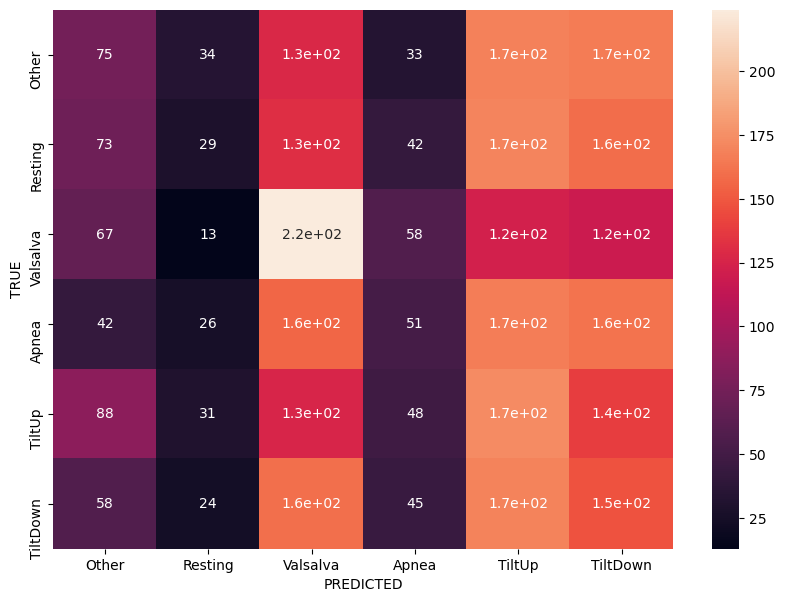 Other 75 34 1.3e+02 33 1.7e+02 1.7e+02
Resting 73 29 1.3e+02 42 1.7e+02 1.6e+02
Valsalva 67 13 2.2e+02 58 1.2e+02 1.2e+02
Apnea 42 26 1.6e+02 51 1.7e+02 1.6e+02
TiltUp 88 31 1.3e+02 48 1.7e+02 1.4e+02
TiltDown 58 24 1.6e+02 45 1.7e+02 1.5e+02
TRUE
Other Resting Valsalva Apnea TiltUp TiltDown
PREDICTED
200
175
150
125
100
75
50
25